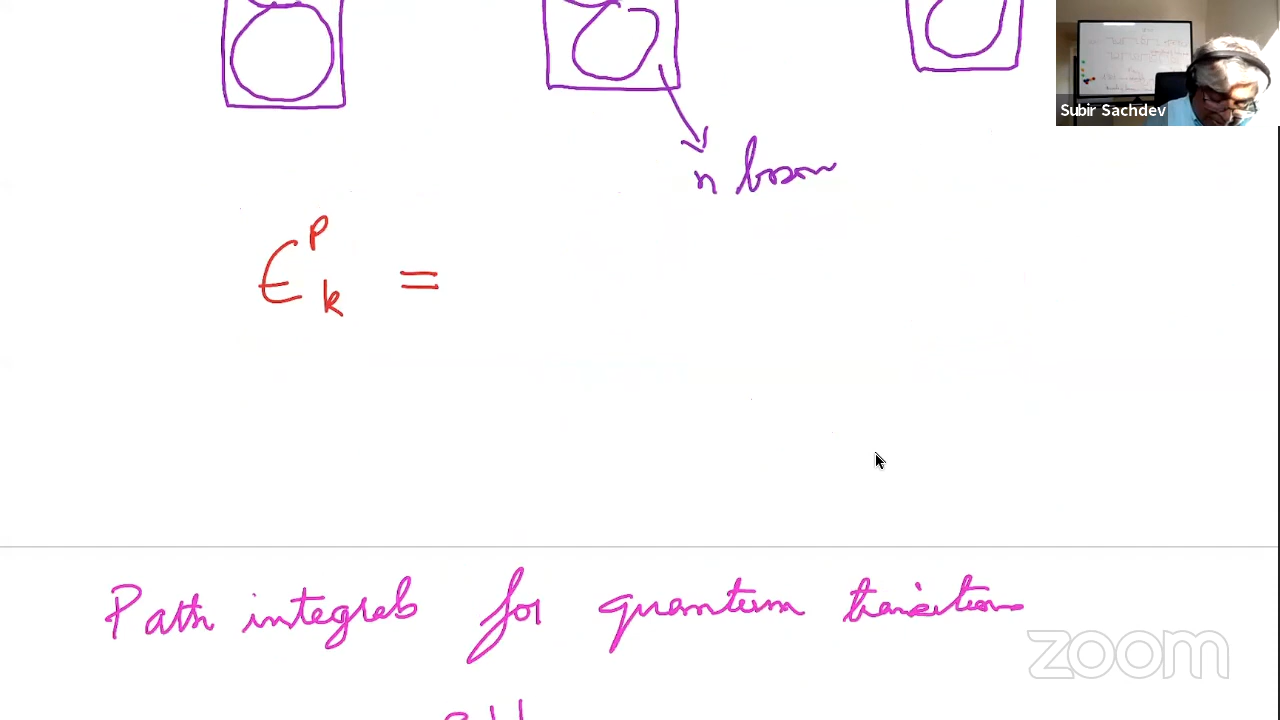 Subir Sachdev
n boson
ϵ^p_k =
Path integrals for quantum transitions
zoom